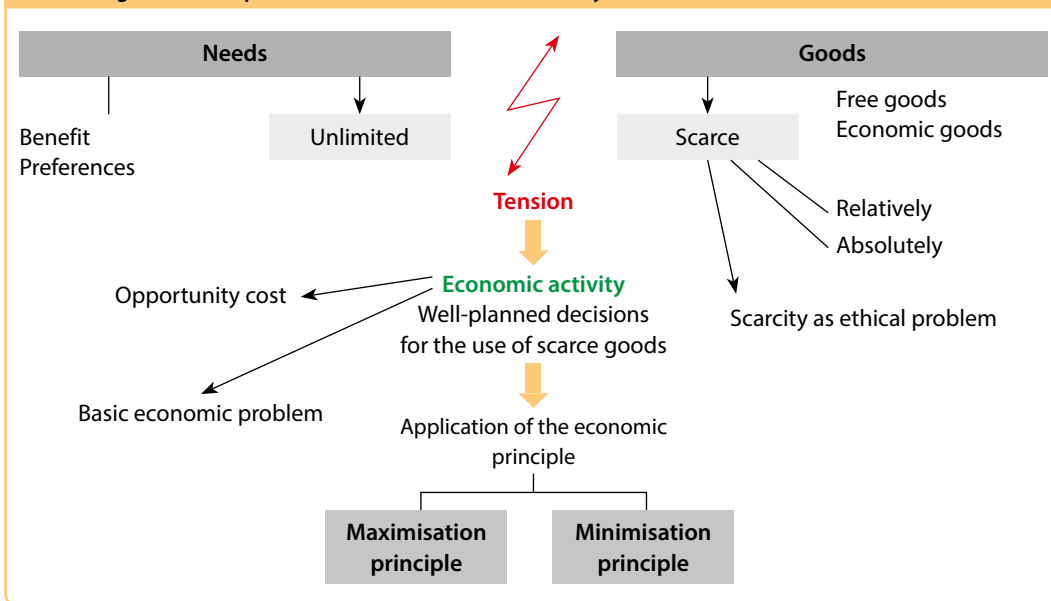 Needs
Goods
Benefit
Preferences
Unlimited
Scarce
Free goods
Economic goods
Relatively
Absolutely
Tension
Economic activity
Well-planned decisions
for the use of scarce goods
Opportunity cost
Scarcity as ethical problem
Basic economic problem
Application of the economic
principle
Maximisation
principle
Minimisation
principle